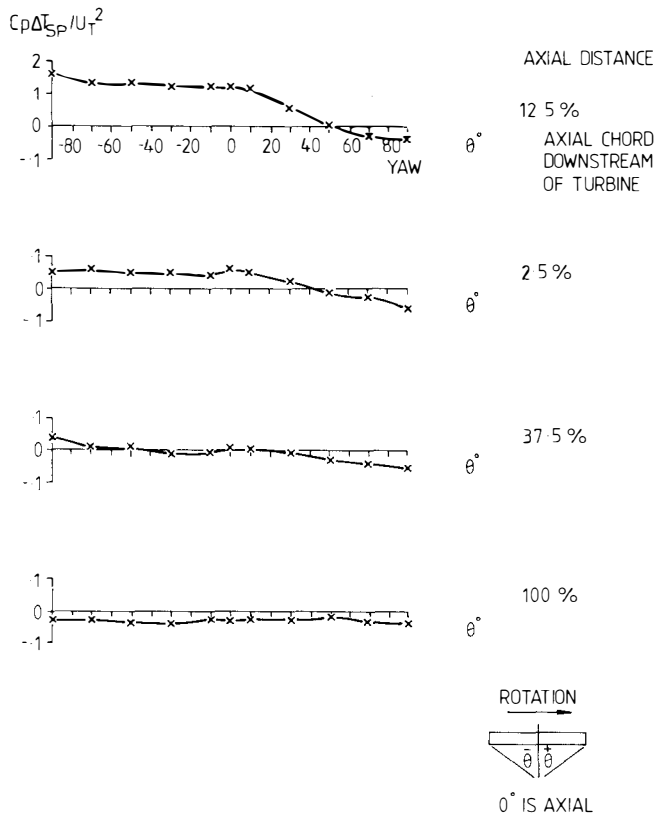 CpΔT_SP/U_T²
AXIAL DISTANCE
2
1
0
-·1
-80 -60 -40 -20 0 20 40 60 80
YAW
θ°
12 5 %
AXIAL CHORD
DOWNSTREAM
OF TURBINE
·1
0
-·1
θ°
2·5 %
·1
0
-·1
θ°
37·5 %
·1
0
-·1
θ°
100 %
ROTATION
- +
θ θ
0° IS AXIAL